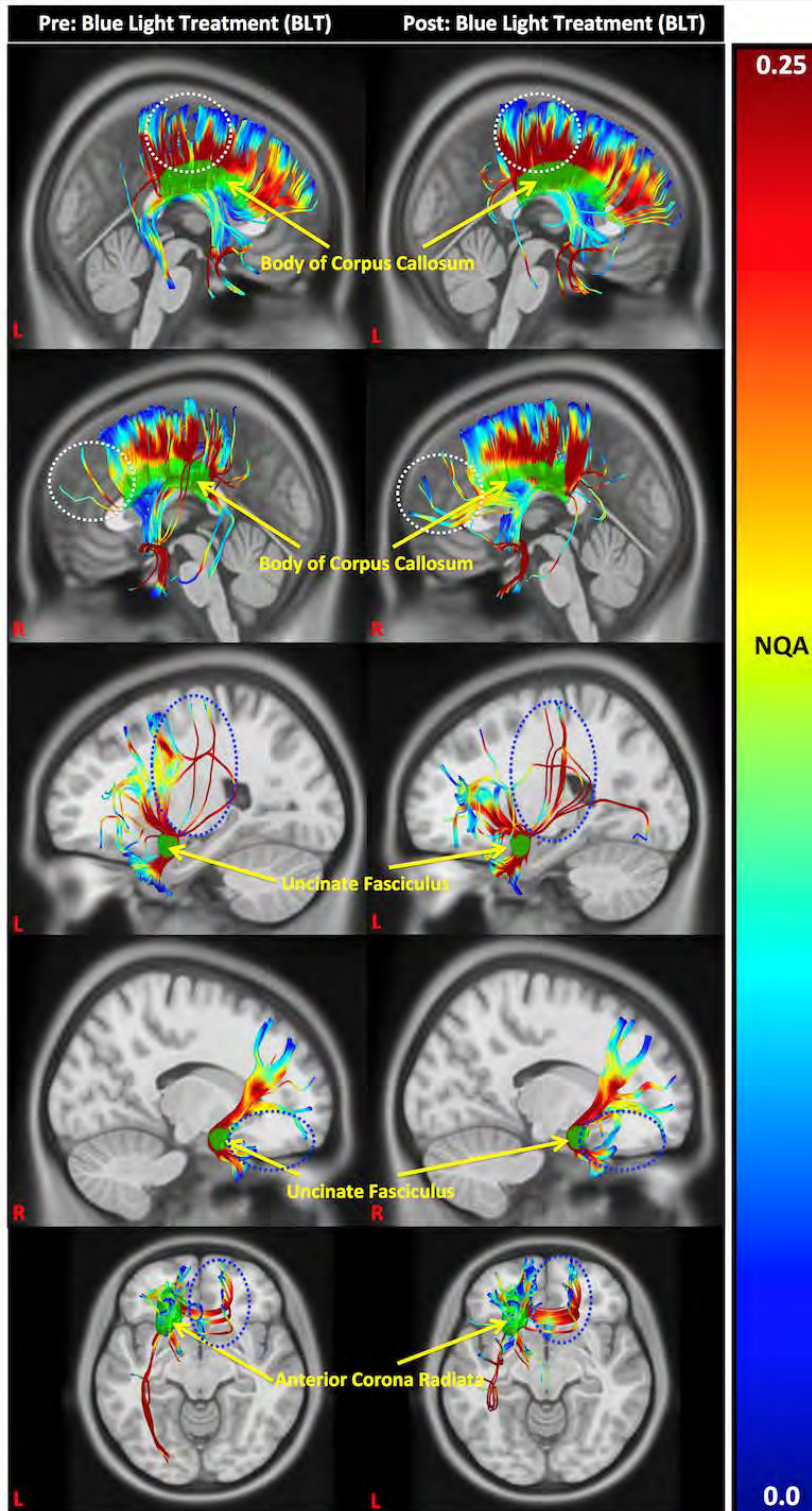 Pre: Blue Light Treatment (BLT)
Post: Blue Light Treatment (BLT)
0.25
Body of Corpus Callosum
L
L
Body of Corpus Callosum
R
R
NQA
Uncinate Fasciculus
L
L
Uncinate Fasciculus
R
R
Anterior Corona Radiata
L
L
0.0